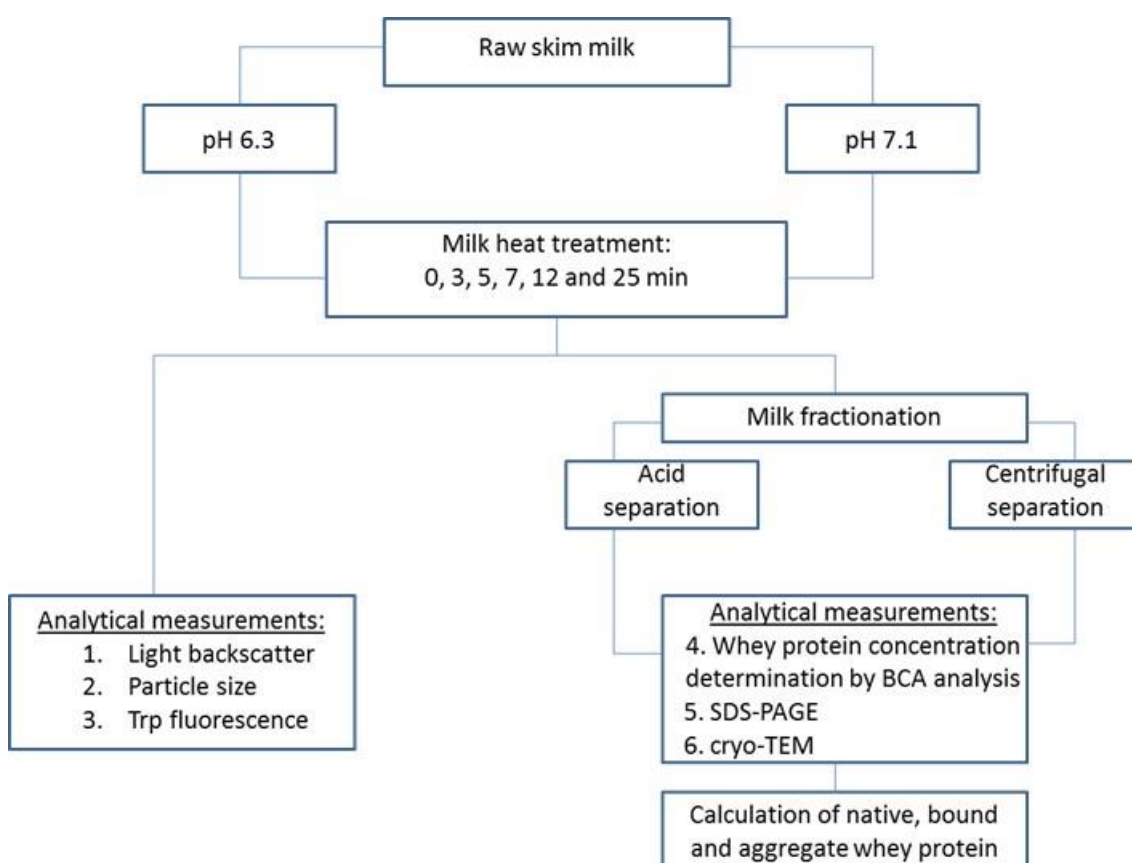 Raw skim milk
pH 6.3
pH 7.1
Milk heat treatment:
0, 3, 5, 7, 12 and 25 min
Milk fractionation
Acid
separation
Centrifugal
separation
Analytical measurements:
1. Light backscatter
2. Particle size
3. Trp fluorescence
Analytical measurements:
4. Whey protein concentration
determination by BCA analysis
5. SDS-PAGE
6. cryo-TEM
Calculation of native, bound
and aggregate whey protein